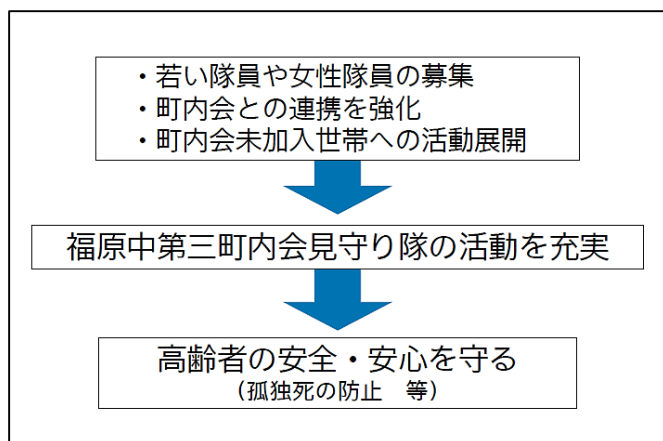 ・若い隊員や女性隊員の募集
・町内会との連携を強化
・町内会未加入世帯への活動展開
福原中第三町内会見守り隊の活動を充実
高齢者の安全・安心を守る
（孤独死の防止　等）